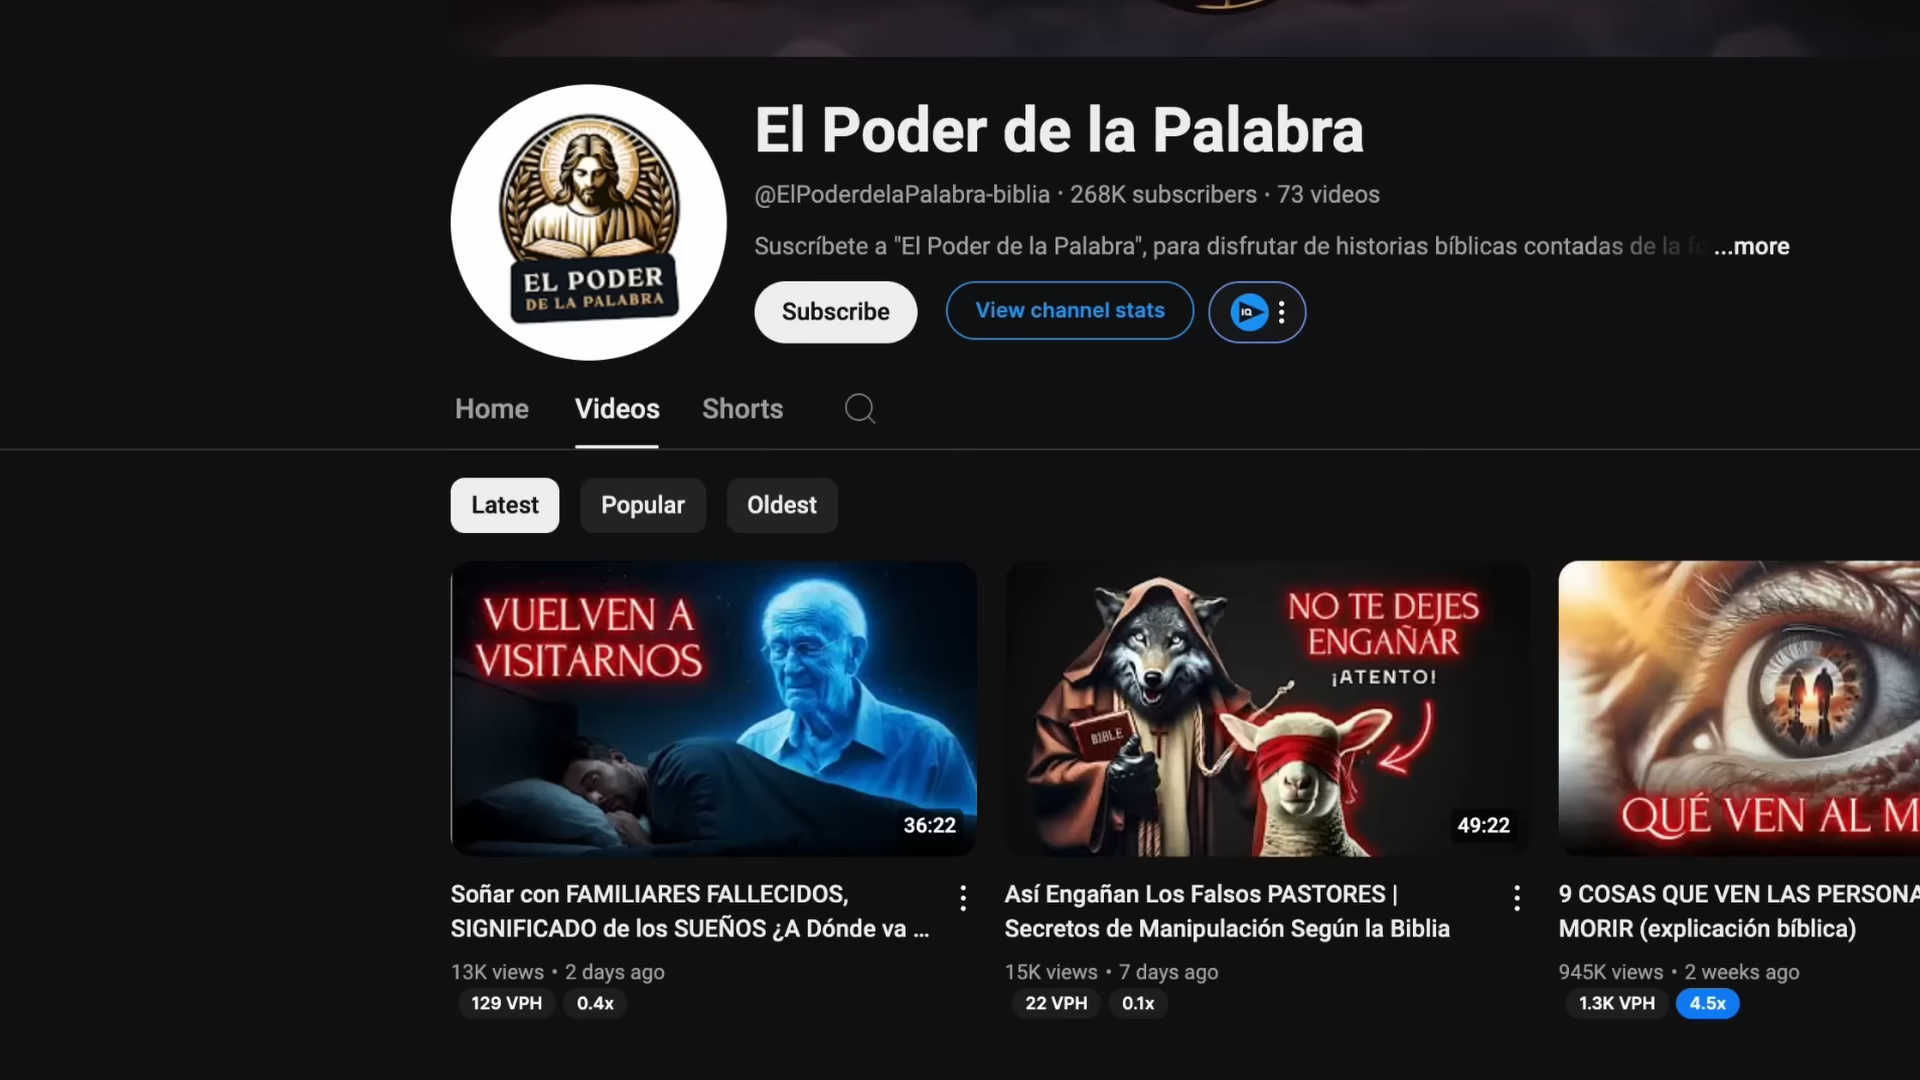 El Poder de la Palabra
@ElPoderdelaPalabra-biblia · 268K subscribers · 73 videos
Suscríbete a "El Poder de la Palabra", para disfrutar de historias bíblicas contadas de la ...more
EL PODER
DE LA PALABRA
Subscribe
View channel stats
IQ
Home Videos Shorts
Latest Popular Oldest
VUELVEN A
VISITARNOS
36:22
NO TE DEJES
ENGAÑAR
¡ATENTO!
BIBLE
49:22
QUÉ VEN AL M
Soñar con FAMILIARES FALLECIDOS,
SIGNIFICADO de los SUEÑOS ¿A Dónde va ...
13K views • 2 days ago
129 VPH 0.4x
Así Engañan Los Falsos PASTORES |
Secretos de Manipulación Según la Biblia
15K views • 7 days ago
22 VPH 0.1x
9 COSAS QUE VEN LAS PERSONA
MORIR (explicación bíblica)
945K views • 2 weeks ago
1.3K VPH 4.5x